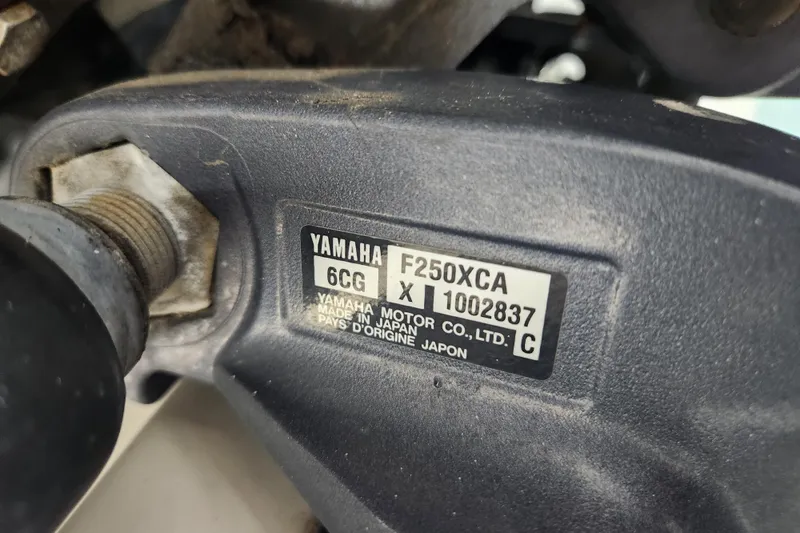 YAMAHA F250XCA
6CG X 1002837
YAMAHA MOTOR CO., LTD. C
MADE IN JAPAN
PAYS D'ORIGINE JAPON